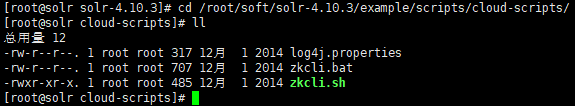 [root@solr solr-4.10.3]# cd /root/soft/solr-4.10.3/example/scripts/cloud-scripts/
[root@solr cloud-scripts]# ll
总用量 12
-rw-r--r--. 1 root root 317 12月  1 2014 log4j.properties
-rw-r--r--. 1 root root 707 12月  1 2014 zkcli.bat
-rwxr-xr-x. 1 root root 485 12月  1 2014 zkcli.sh
[root@solr cloud-scripts]#